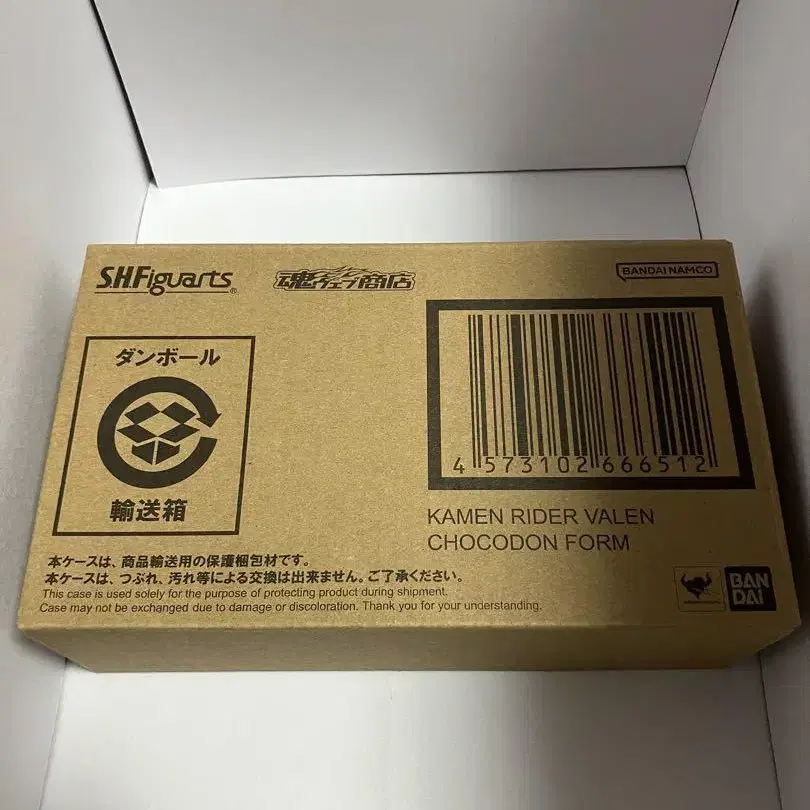 S.H.Figuarts®
魂ウェブ商店
BANDAI NAMCO
ダンボール
輸送箱
4 573102 666512
KAMEN RIDER VALEN
CHOCODON FORM
本ケースは、商品輸送用の保護梱包材です。
本ケースは、つぶれ、汚れ等による交換は出来ません。ご了承ください。
This case is used solely for the purpose of protecting product during shipment.
Case may not be exchanged due to damage or discoloration. Thank you for your understanding.
BAN
DAI